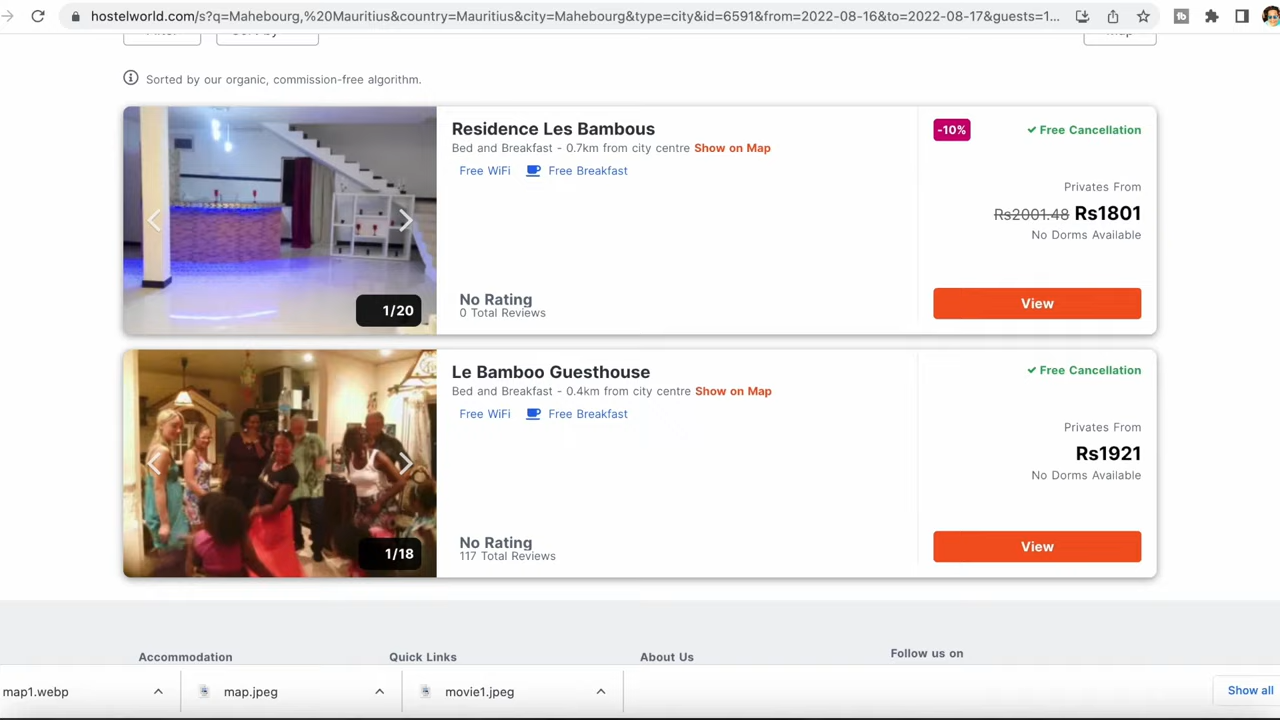 hostelworld.com/s?q=Mahebourg,%20Mauritius&country=Mauritius&city=Mahebourg&type=city&id=6591&from=2022-08-16&to=2022-08-17&guests=1...
Sorted by our organic, commission-free algorithm.
Residence Les Bambous
Bed and Breakfast - 0.7km from city centre Show on Map
Free WiFi Free Breakfast
-10% Free Cancellation
Privates From
Rs2001.48 Rs1801
No Dorms Available
1/20
No Rating
0 Total Reviews
View
Le Bamboo Guesthouse
Bed and Breakfast - 0.4km from city centre Show on Map
Free WiFi Free Breakfast
Free Cancellation
Privates From
Rs1921
No Dorms Available
1/18
No Rating
117 Total Reviews
View
Accommodation
Quick Links
About Us
Follow us on
map1.webp
map.jpeg
movie1.jpeg
Show all